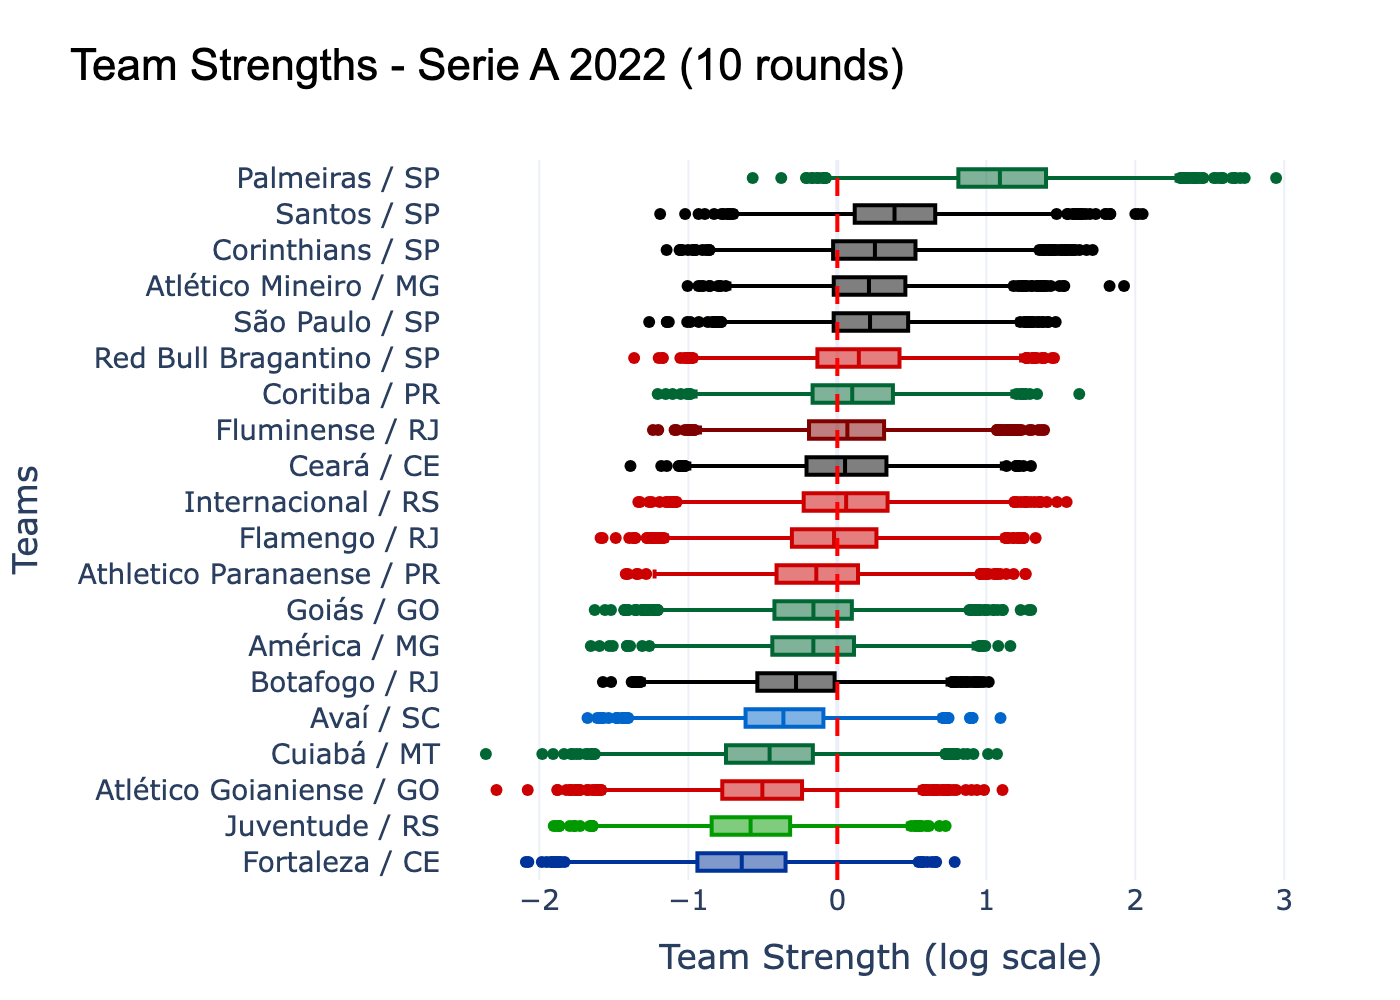 Team Strengths - Serie A 2022 (10 rounds)
Teams
Palmeiras / SP
Santos / SP
Corinthians / SP
Atlético Mineiro / MG
São Paulo / SP
Red Bull Bragantino / SP
Coritiba / PR
Fluminense / RJ
Ceará / CE
Internacional / RS
Flamengo / RJ
Athletico Paranaense / PR
Goiás / GO
América / MG
Botafogo / RJ
Avaí / SC
Cuiabá / MT
Atlético Goianiense / GO
Juventude / RS
Fortaleza / CE
−2 −1 0 1 2 3
Team Strength (log scale)